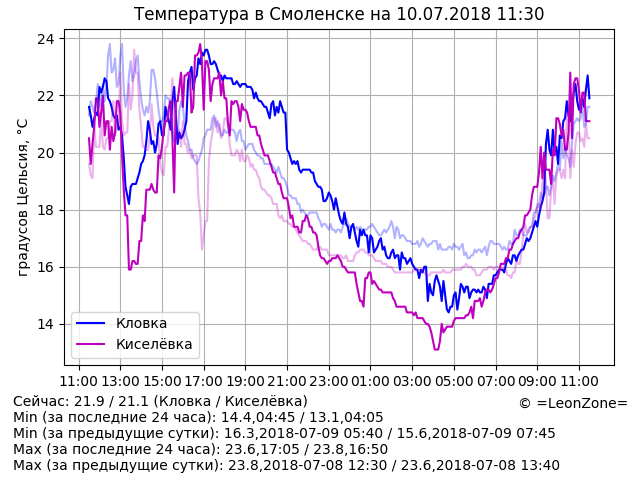 Температура в Смоленске на 10.07.2018 11:30
градусов Цельсия, °C
24
22
20
18
16
14
Кловка
Киселёвка
11:00 13:00 15:00 17:00 19:00 21:00 23:00 01:00 03:00 05:00 07:00 09:00 11:00
© =LeonZone=
Сейчас: 21.9 / 21.1 (Кловка / Киселёвка)
Min (за последние 24 часа): 14.4,04:45 / 13.1,04:05
Min (за предыдущие сутки): 16.3,2018-07-09 05:40 / 15.6,2018-07-09 07:45
Max (за последние 24 часа): 23.6,17:05 / 23.8,16:50
Max (за предыдущие сутки): 23.8,2018-07-08 12:30 / 23.6,2018-07-08 13:40